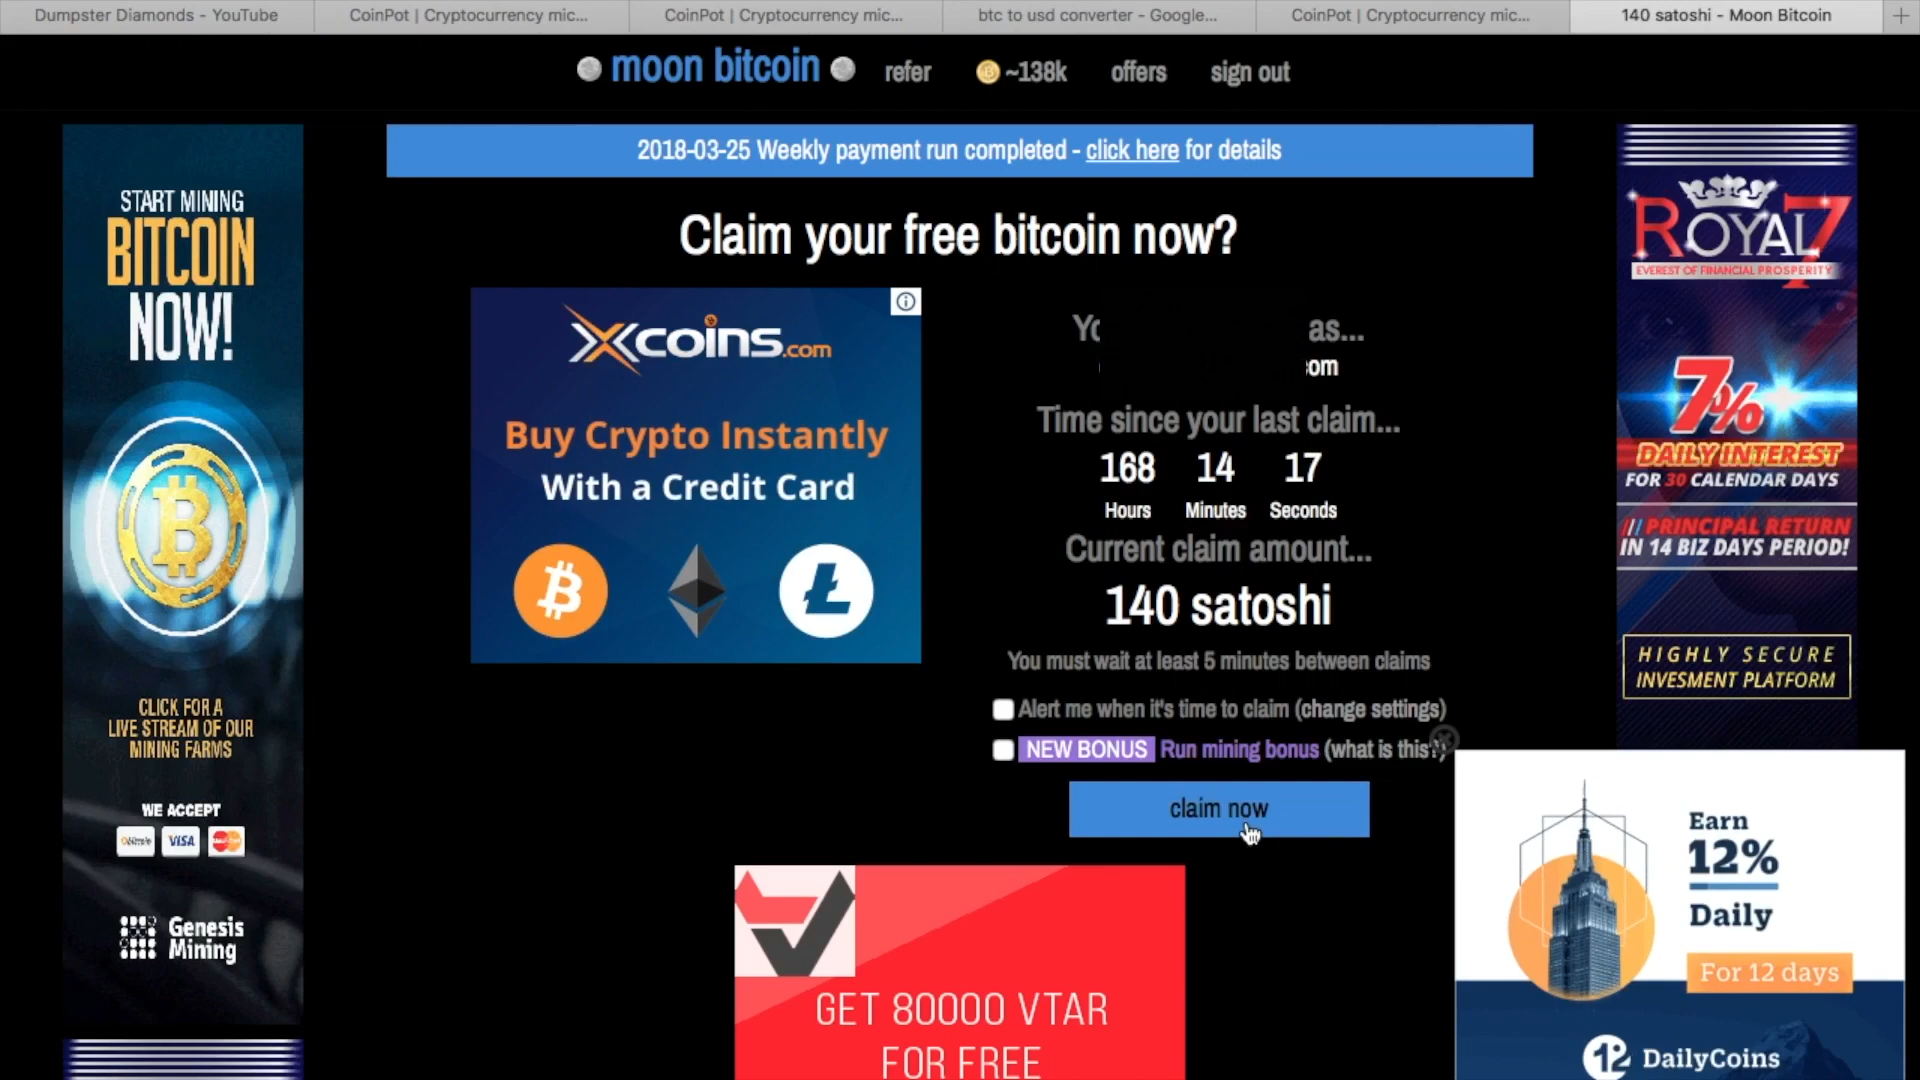 Dumpster Diamonds - YouTube
CoinPot | Cryptocurrency mic...
CoinPot | Cryptocurrency mic...
btc to usd converter - Google...
CoinPot | Cryptocurrency mic...
140 satoshi - Moon Bitcoin
moon bitcoin
refer
~138k
offers
sign out
2018-03-25 Weekly payment run completed - click here for details
START MINING
BITCOIN
NOW!
CLICK FOR A
LIVE STREAM OF OUR
MINING FARMS
WE ACCEPT
bitcoin
VISA
Genesis
Mining
Claim your free bitcoin now?
Xcoins.com
Buy Crypto Instantly
With a Credit Card
as...
com
Time since your last claim...
168 14 17
Hours Minutes Seconds
Current claim amount...
140 satoshi
You must wait at least 5 minutes between claims
Alert me when it's time to claim (change settings)
NEW BONUS Run mining bonus (what is this?)
claim now
GET 80000 VTAR
FOR FREE
ROYAL7
EVEREST OF FINANCIAL PROSPERITY
7%
DAILY INTEREST
FOR 30 CALENDAR DAYS
/// PRINCIPAL RETURN
IN 14 BIZ DAYS PERIOD!
HIGHLY SECURE
INVESMENT PLATFORM
Earn
12%
Daily
For 12 days
12 DailyCoins